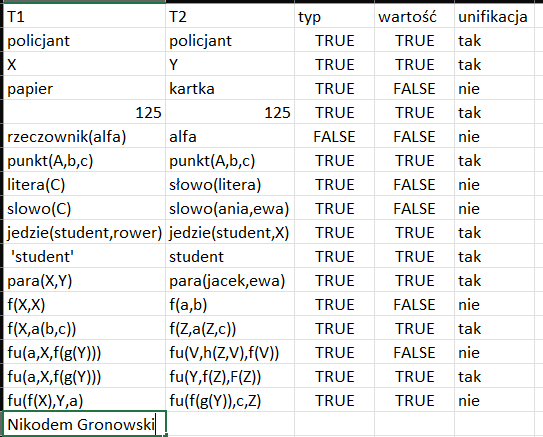 T1 T2 typ wartość unifikacja
policjant policjant TRUE TRUE tak
X Y TRUE TRUE tak
papier kartka TRUE FALSE nie
125 125 TRUE TRUE tak
rzeczownik(alfa) alfa FALSE FALSE nie
punkt(A,b,c) punkt(A,b,c) TRUE TRUE tak
litera(C) słowo(litera) TRUE FALSE nie
slowo(C) slowo(ania,ewa) TRUE FALSE nie
jedzie(student,rower) jedzie(student,X) TRUE TRUE tak
'student' student TRUE TRUE tak
para(X,Y) para(jacek,ewa) TRUE TRUE tak
f(X,X) f(a,b) TRUE FALSE nie
f(X,a(b,c)) f(Z,a(Z,c)) TRUE TRUE tak
fu(a,X,f(g(Y))) fu(V,h(Z,V),f(V)) TRUE FALSE nie
fu(a,X,f(g(Y))) fu(Y,f(Z),F(Z)) TRUE TRUE tak
fu(f(X),Y,a) fu(f(g(Y)),c,Z) TRUE TRUE nie
Nikodem Gronowski